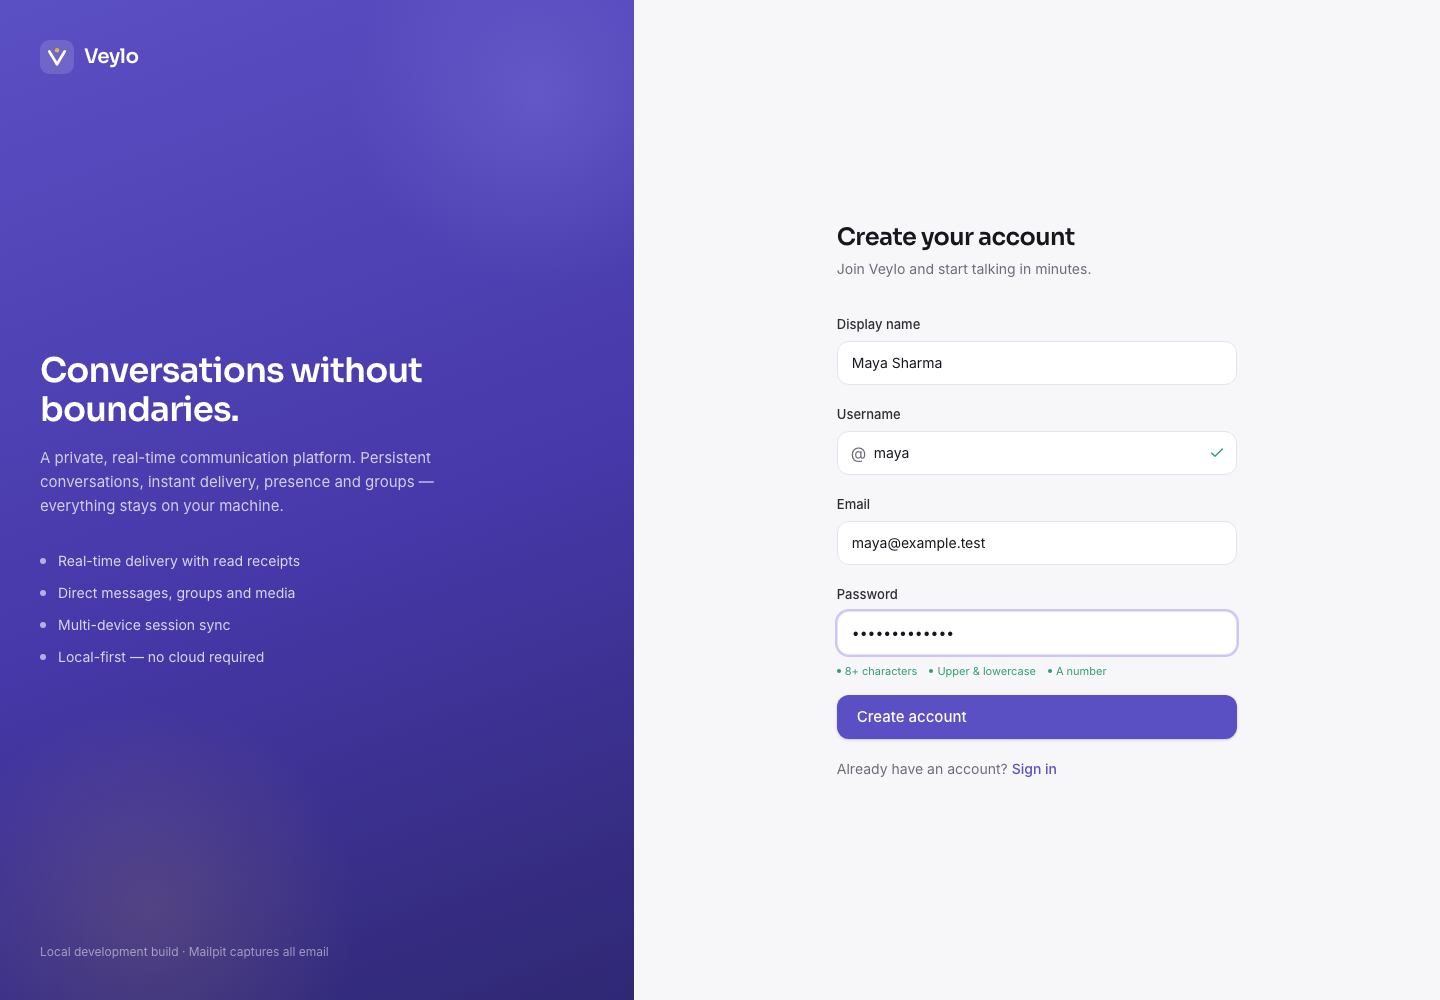 Veylo
Conversations without
boundaries.
A private, real-time communication platform. Persistent
conversations, instant delivery, presence and groups —
everything stays on your machine.
• Real-time delivery with read receipts
• Direct messages, groups and media
• Multi-device session sync
• Local-first — no cloud required
Local development build · Mailpit captures all email
Create your account
Join Veylo and start talking in minutes.
Display name
Maya Sharma
Username
@ maya
Email
maya@example.test
Password
•••••••••••••
• 8+ characters • Upper & lowercase • A number
Create account
Already have an account? Sign in